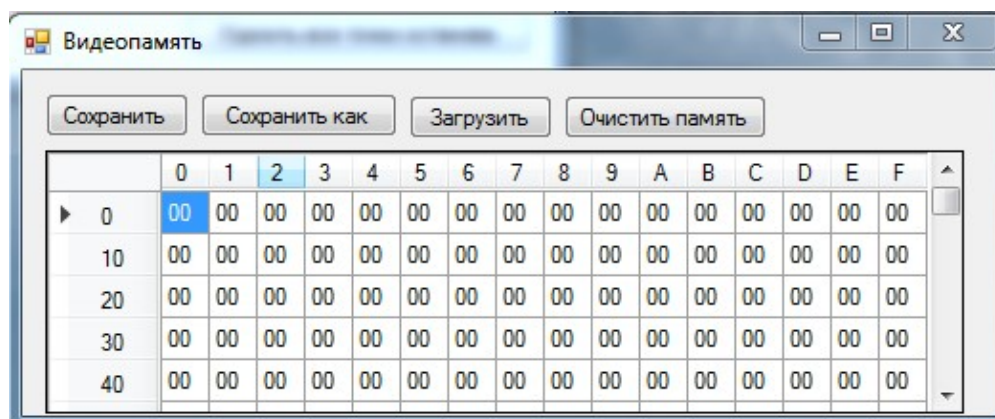 Видеопамять
Сохранить Сохранить как Загрузить Очистить память
0 1 2 3 4 5 6 7 8 9 A B C D E F
0 00 00 00 00 00 00 00 00 00 00 00 00 00 00 00 00
10 00 00 00 00 00 00 00 00 00 00 00 00 00 00 00 00
20 00 00 00 00 00 00 00 00 00 00 00 00 00 00 00 00
30 00 00 00 00 00 00 00 00 00 00 00 00 00 00 00 00
40 00 00 00 00 00 00 00 00 00 00 00 00 00 00 00 00